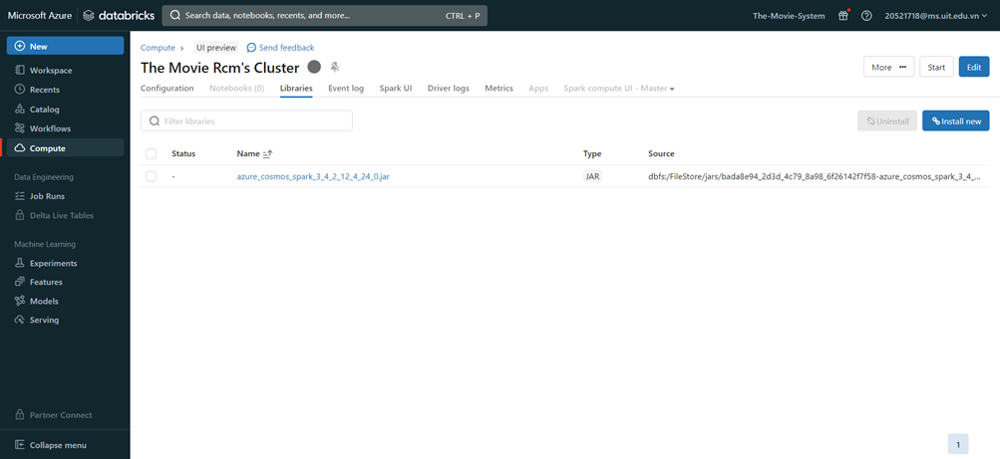 Microsoft Azure databricks Search data, notebooks, recents, and more... CTRL + P The-Movie-System 20521718@ms.uit.edu.vn
New
Workspace
Recents
Catalog
Workflows
Compute
Data Engineering
Job Runs
Delta Live Tables
Machine Learning
Experiments
Features
Models
Serving
Partner Connect
Collapse menu
Compute UI preview Send feedback
The Movie Rcm's Cluster More ••• Start Edit
Configuration Notebooks (0) Libraries Event log Spark UI Driver logs Metrics Apps Spark compute UI - Master
Filter libraries Uninstall Install new
Status Name Type Source
- azure_cosmos_spark_3_4_2_12_4_24_0.jar JAR dbfs:/FileStore/jars/bada8e94_2d3d_4c79_8a98_6f26142f7f58-azure_cosmos_spark_3_4_...
1